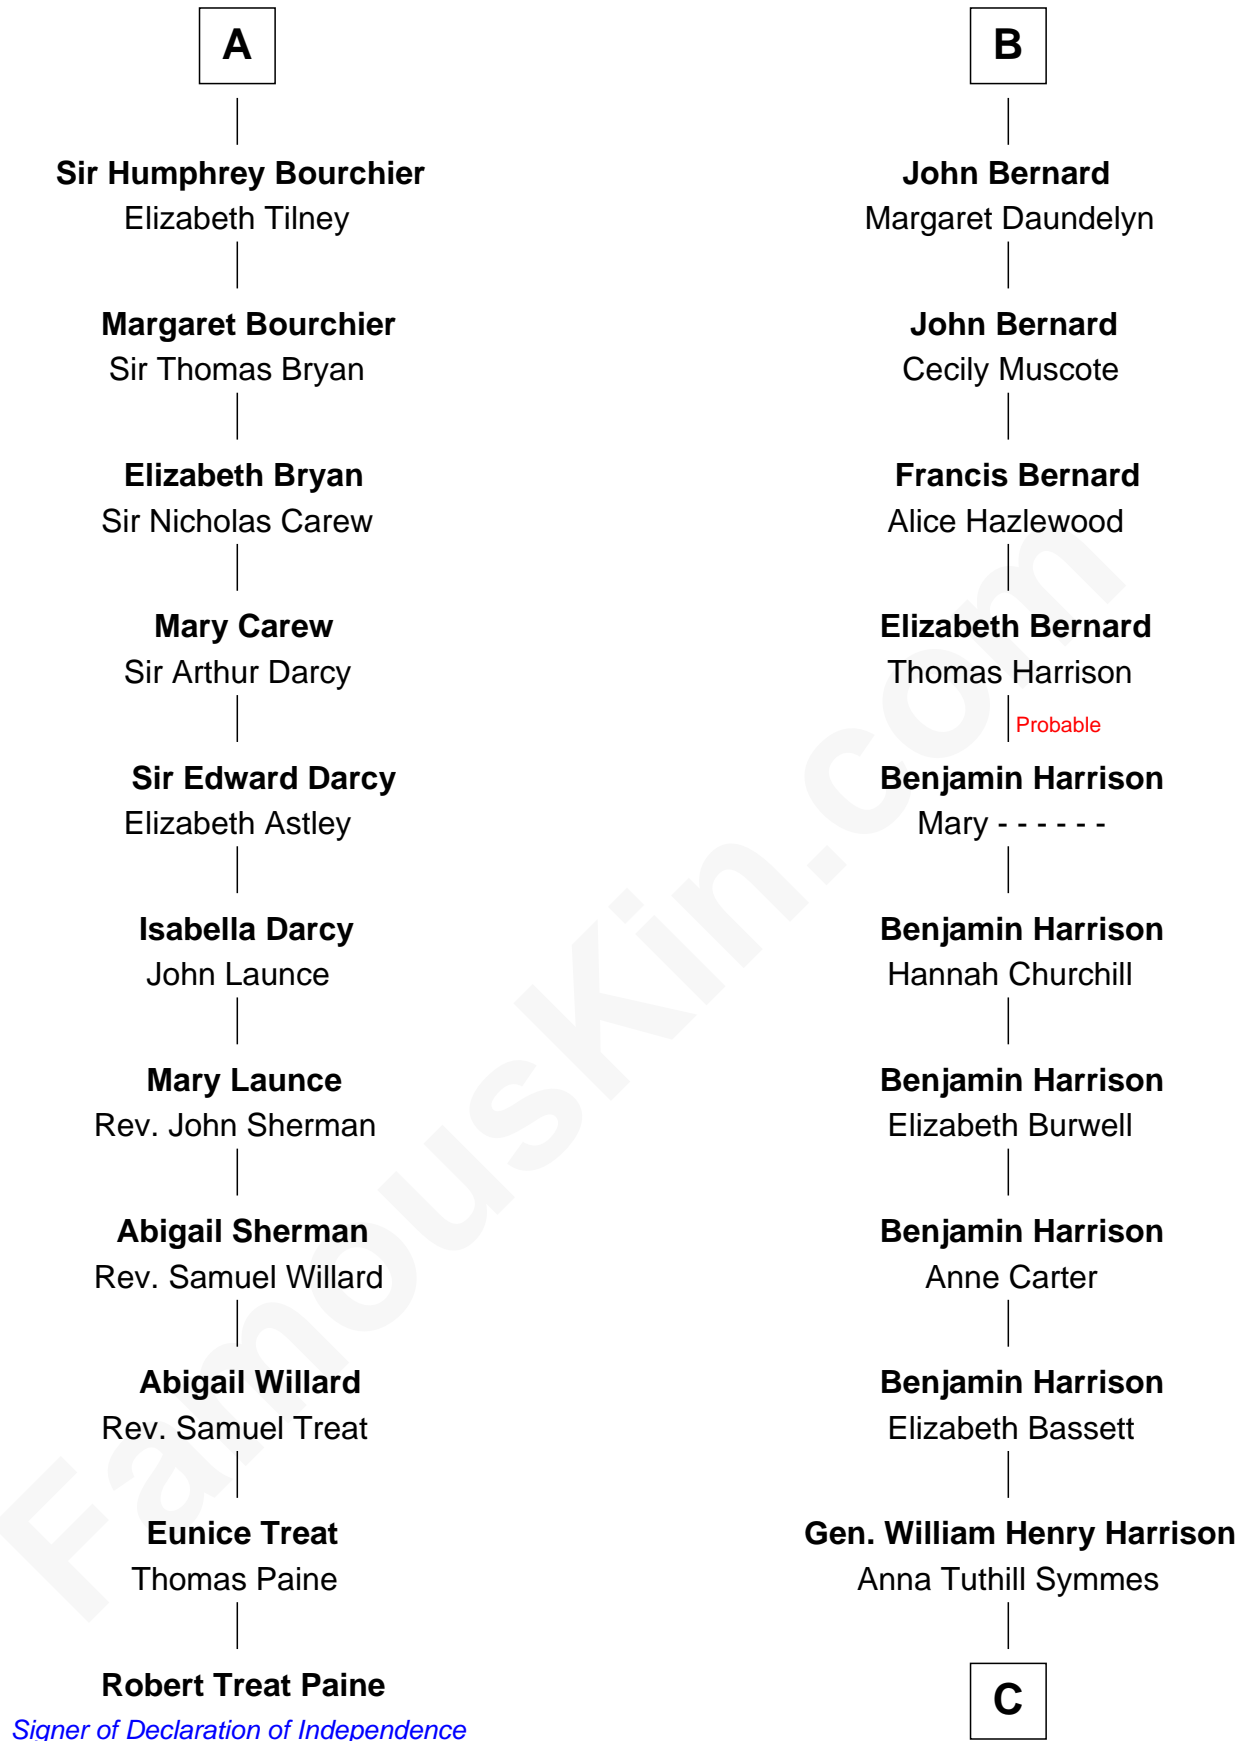 A
Sir Humphrey Bourchier
Elizabeth Tilney
Margaret Bourchier
Sir Thomas Bryan
Elizabeth Bryan
Sir Nicholas Carew
Mary Carew
Sir Arthur Darcy
Sir Edward Darcy
Elizabeth Astley
Isabella Darcy
John Launce
Mary Launce
Rev. John Sherman
Abigail Sherman
Rev. Samuel Willard
Abigail Willard
Rev. Samuel Treat
Eunice Treat
Thomas Paine
Robert Treat Paine
Signer of Declaration of Independence
B
John Bernard
Margaret Daundelyn
John Bernard
Cecily Muscote
Francis Bernard
Alice Hazlewood
Elizabeth Bernard
Thomas Harrison
Probable
Benjamin Harrison
Mary - - - - - -
Benjamin Harrison
Hannah Churchill
Benjamin Harrison
Elizabeth Burwell
Benjamin Harrison
Anne Carter
Benjamin Harrison
Elizabeth Bassett
Gen. William Henry Harrison
Anna Tuthill Symmes
C
FamousKin.com